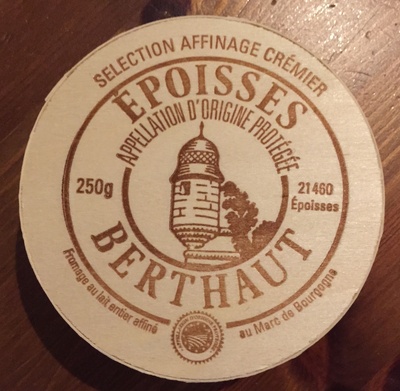 SELECTION AFFINAGE CRÉMIER
ÉPOISSES
APPELLATION D'ORIGINE PROTÉGÉE
250g
21460
Époisses
BERTHAUT
Fromage au lait entier affiné
au Marc de Bourgogne